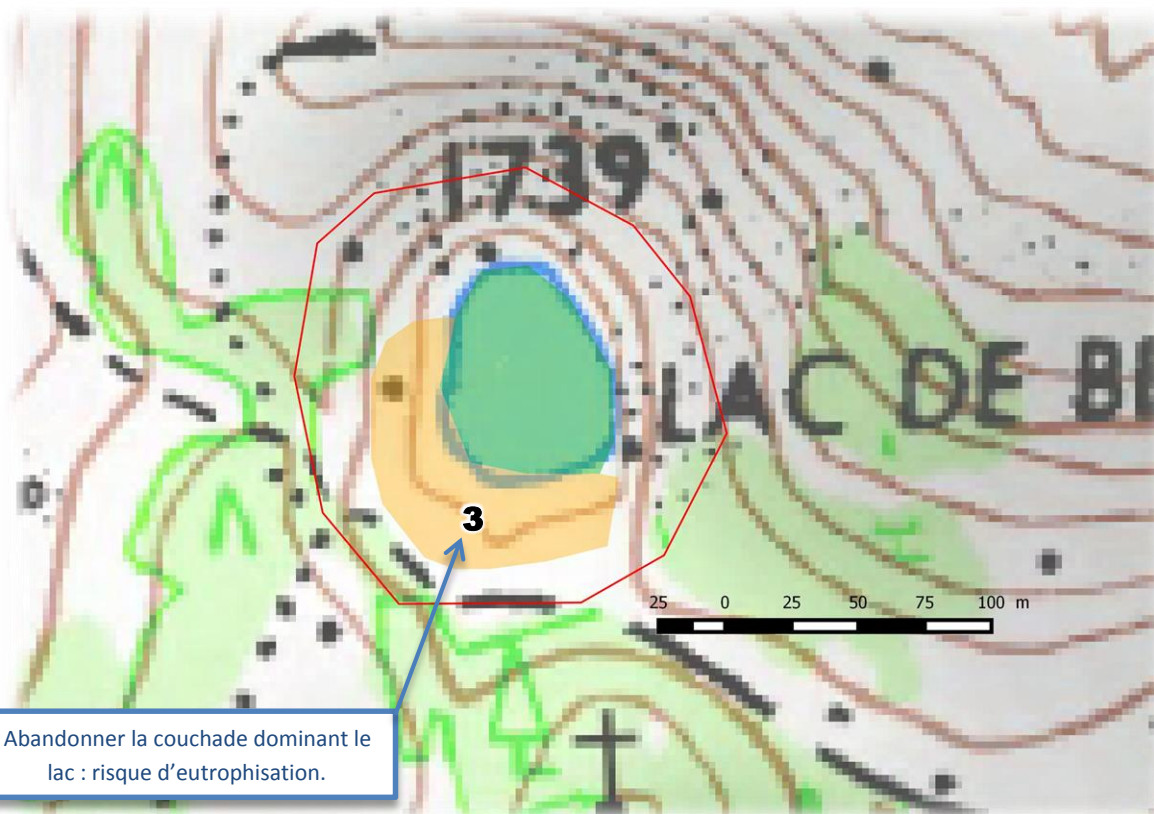 1739
LAC DE BE
3
25 0 25 50 75 100 m
Abandonner la couchade dominant le
lac : risque d'eutrophisation.